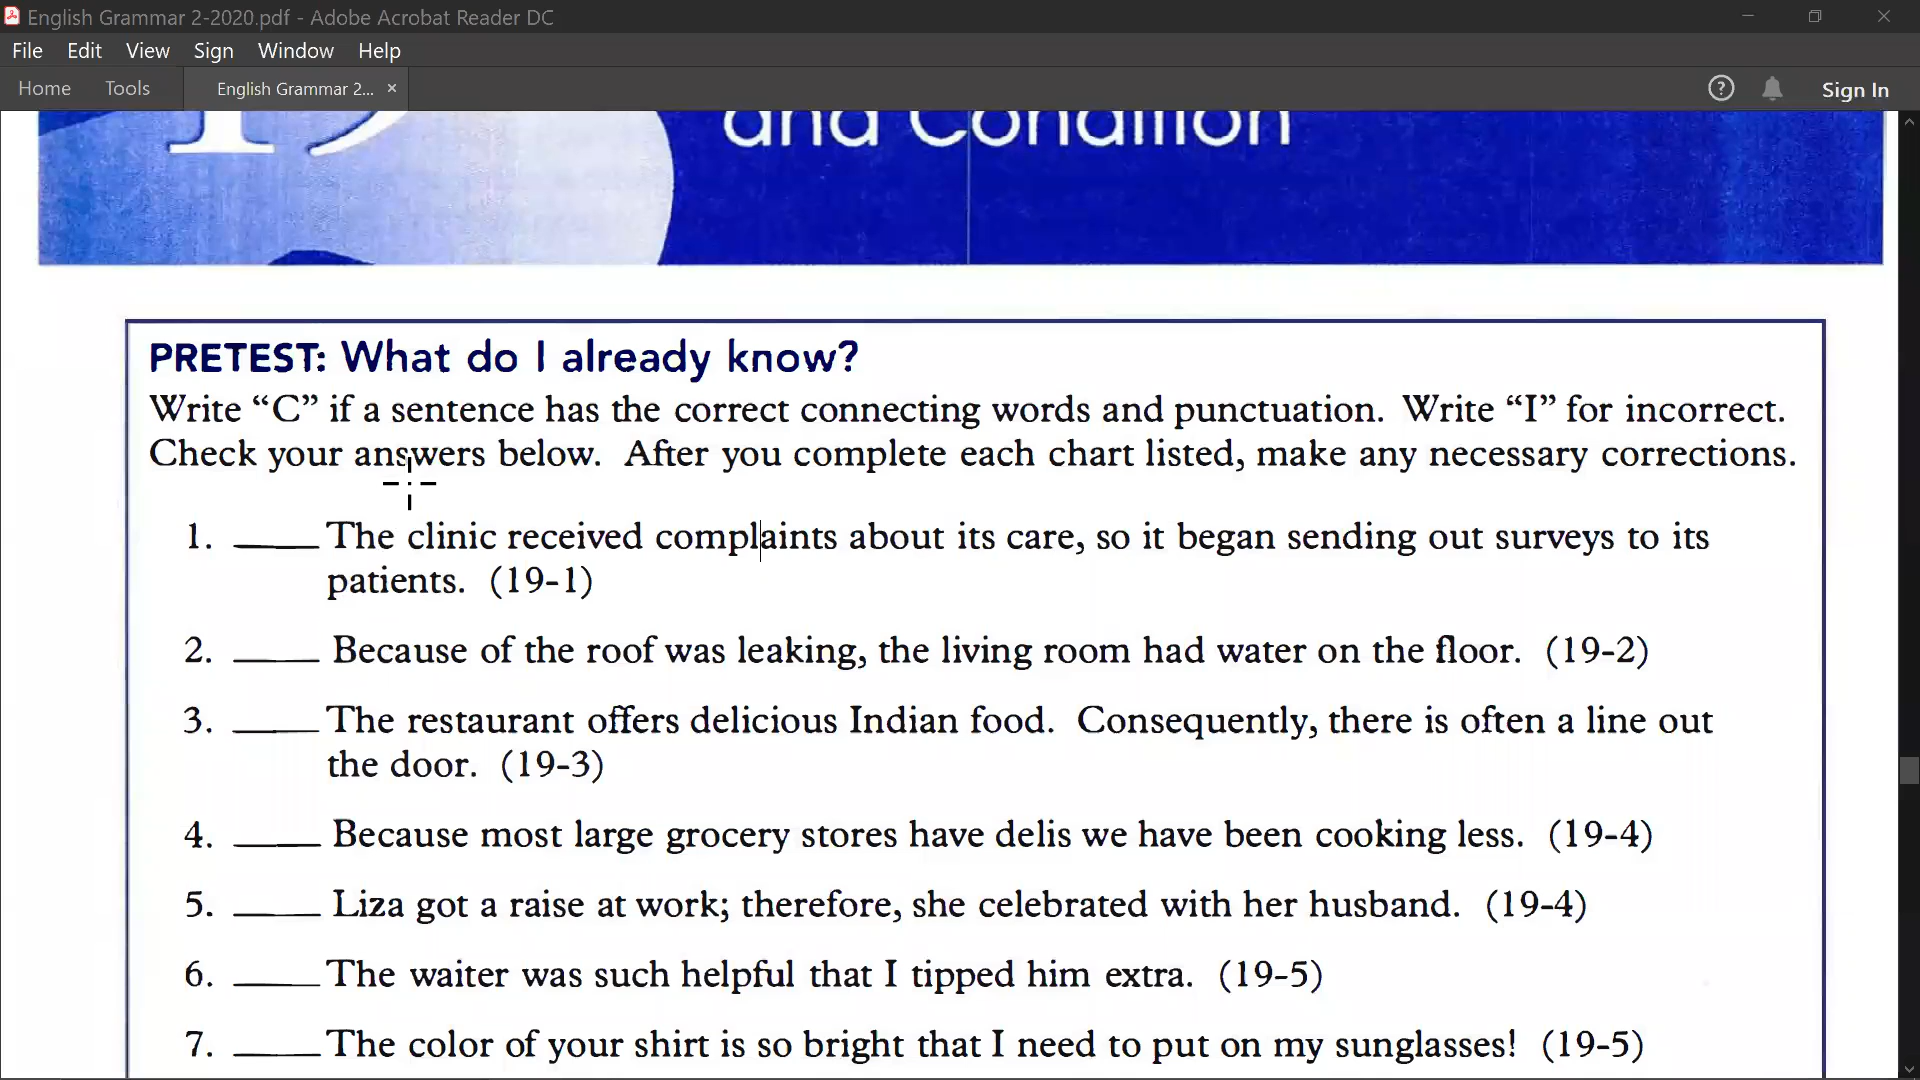 English Grammar 2-2020.pdf - Adobe Acrobat Reader DC
File Edit View Sign Window Help
Home Tools English Grammar 2... × ? Sign In
19 and Condition
PRETEST: What do I already know?
Write “C” if a sentence has the correct connecting words and punctuation. Write “I” for incorrect.
Check your answers below. After you complete each chart listed, make any necessary corrections.
1. ____ The clinic received complaints about its care, so it began sending out surveys to its
patients. (19-1)
2. ____ Because of the roof was leaking, the living room had water on the floor. (19-2)
3. ____ The restaurant offers delicious Indian food. Consequently, there is often a line out
the door. (19-3)
4. ____ Because most large grocery stores have delis we have been cooking less. (19-4)
5. ____ Liza got a raise at work; therefore, she celebrated with her husband. (19-4)
6. ____ The waiter was such helpful that I tipped him extra. (19-5)
7. ____ The color of your shirt is so bright that I need to put on my sunglasses! (19-5)